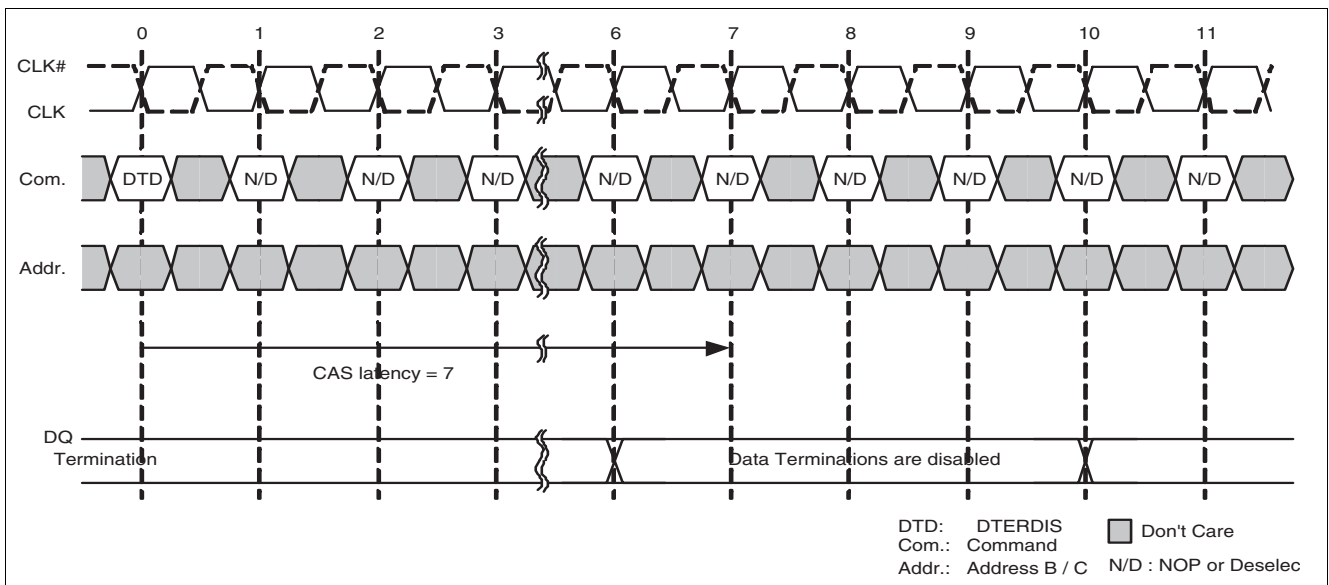 0 1 2 3 6 7 8 9 10 11
CLK#
CLK
Com. DTD N/D N/D N/D N/D N/D N/D N/D N/D N/D
Addr.
CAS latency = 7
DQ
Termination Data Terminations are disabled
DTD: DTERDIS Don't Care
Com.: Command
Addr.: Address B / C N/D : NOP or Deselec